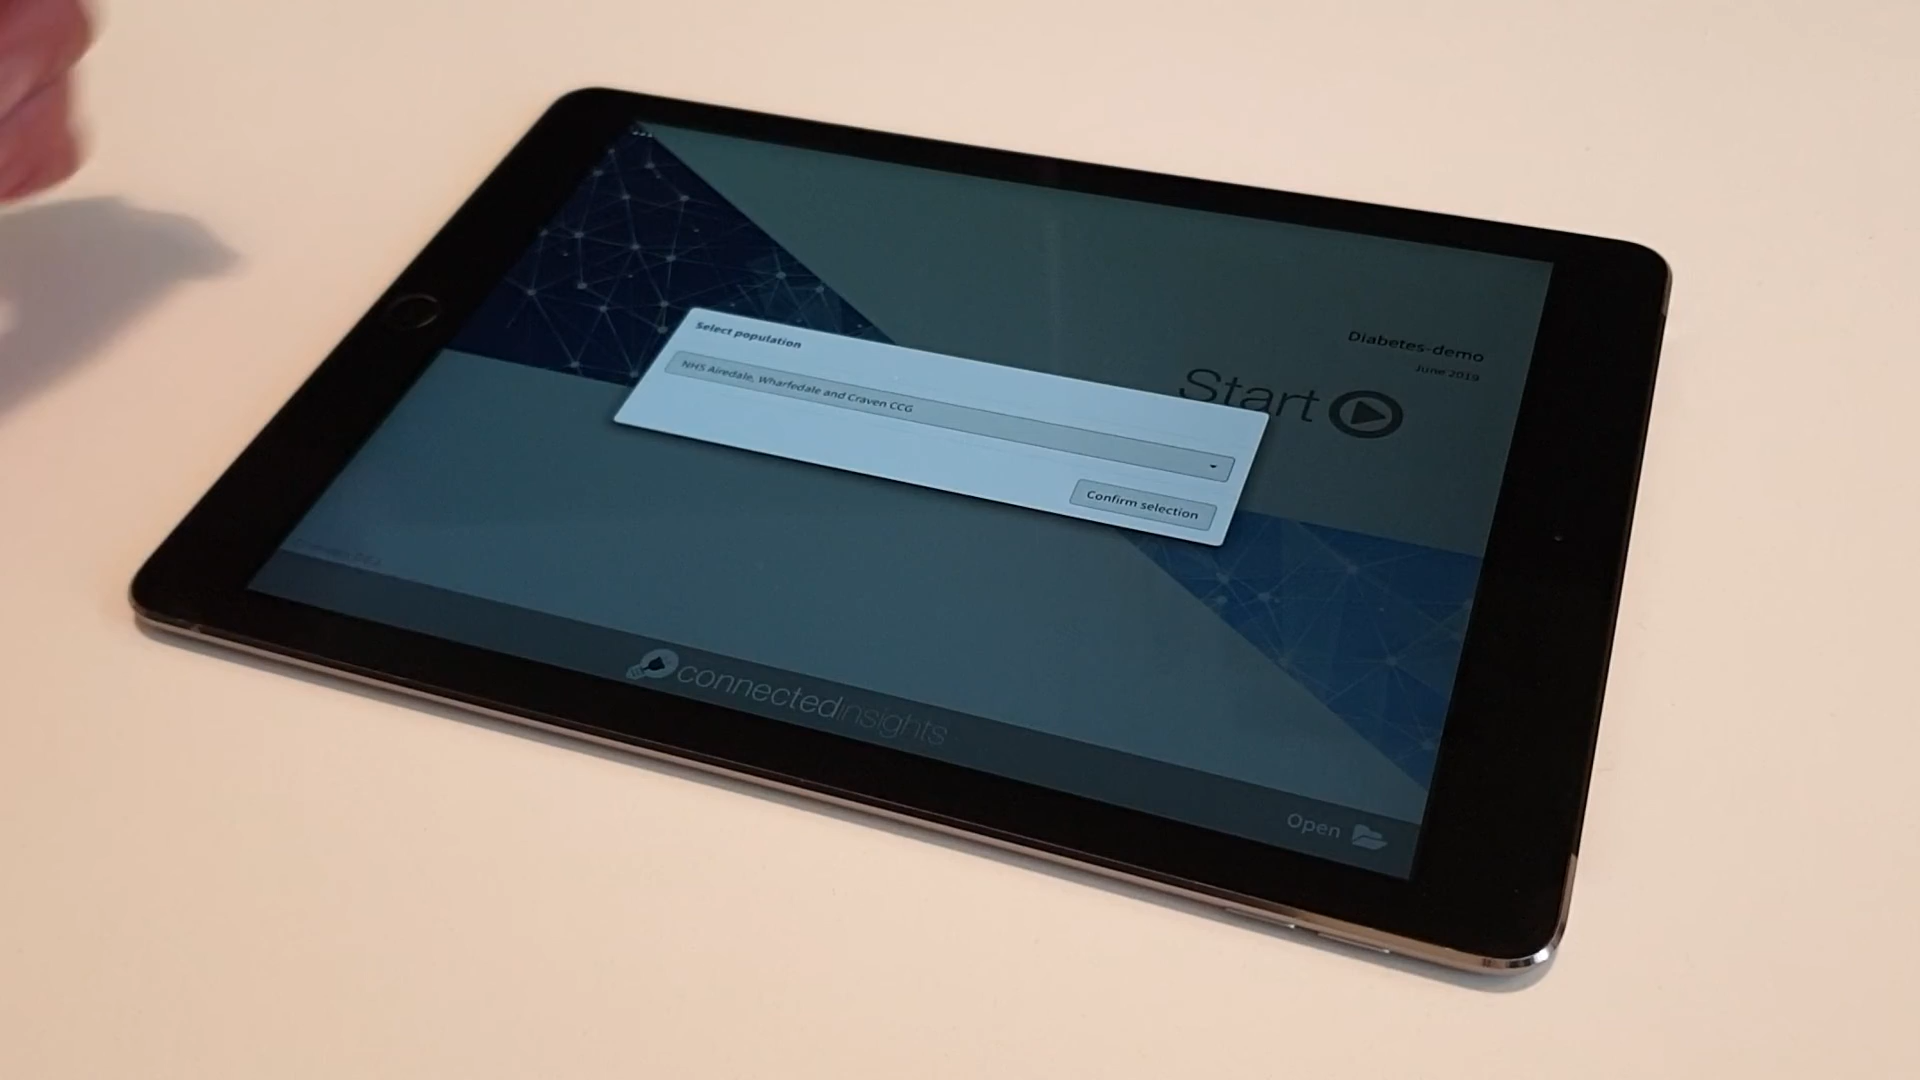 Diabetes-demo
June 2019
Start
Select population
NHS Airedale, Wharfedale and Craven CCG
Confirm selection
connectedinsights
Open